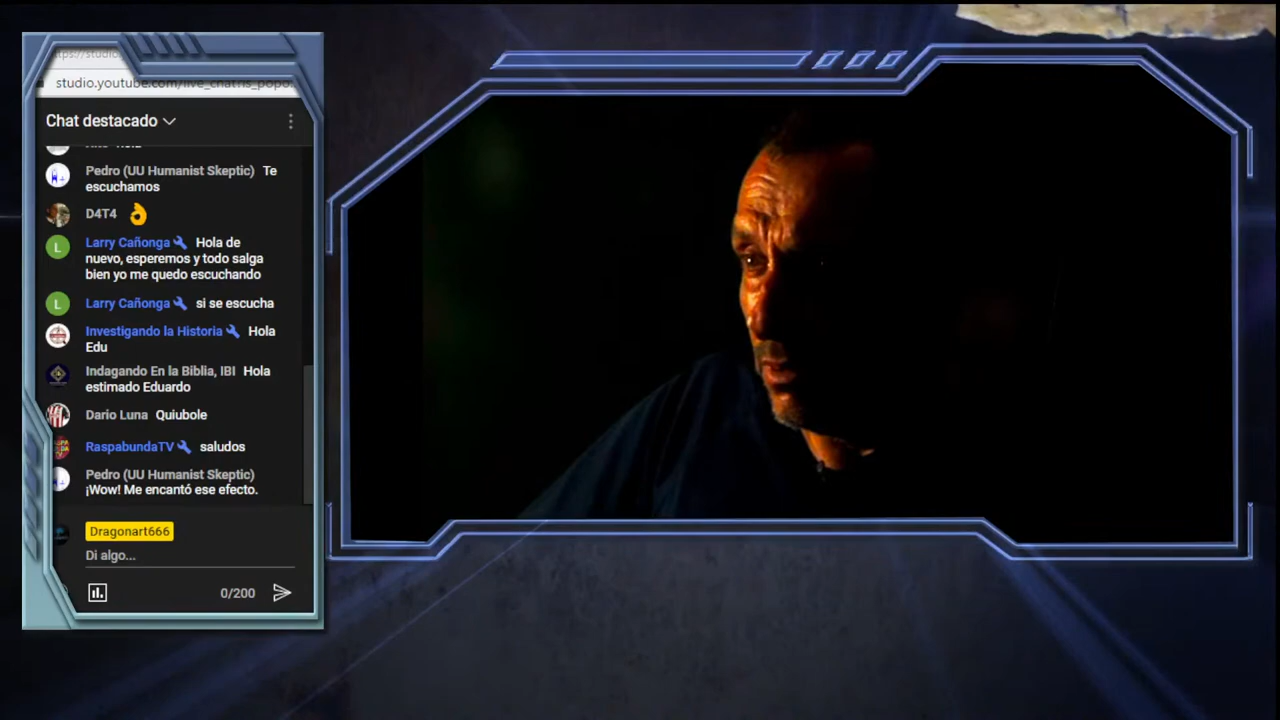 studio.youtube.com/live_chat?is_popo
Chat destacado
Pedro (UU Humanist Skeptic) Te
escuchamos
D4T4
Larry Cañonga Hola de
nuevo, esperemos y todo salga
bien yo me quedo escuchando
Larry Cañonga si se escucha
Investigando la Historia Hola
Edu
Indagando En la Biblia, IBI Hola
estimado Eduardo
Dario Luna Quiubole
RaspabundaTV saludos
Pedro (UU Humanist Skeptic)
¡Wow! Me encantó ese efecto.
Dragonart666
Di algo...
0/200